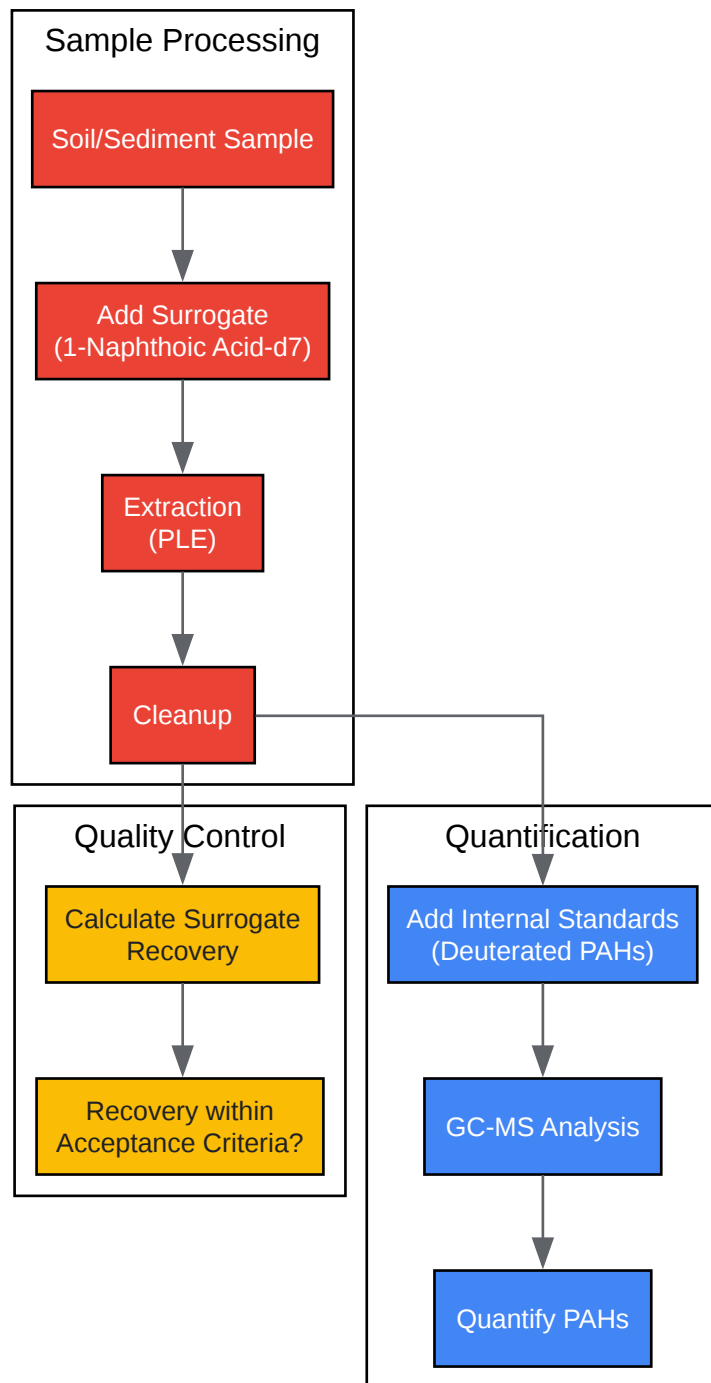 Sample Processing
Soil/Sediment Sample
Add Surrogate
(1-Naphthoic Acid-d7)
Extraction
(PLE)
Cleanup
Quality Control
Calculate Surrogate
Recovery
Recovery within
Acceptance Criteria?
Quantification
Add Internal Standards
(Deuterated PAHs)
GC-MS Analysis
Quantify PAHs